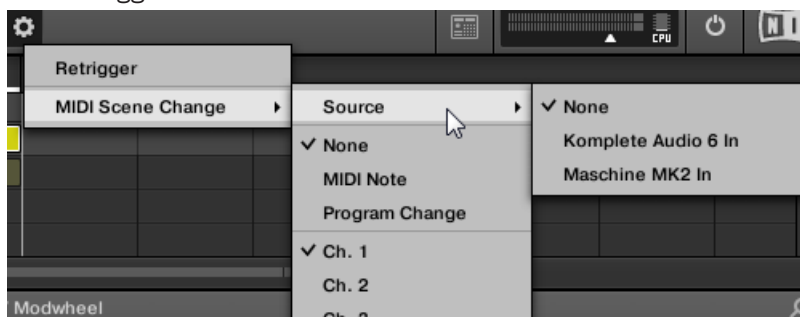 CPU
Retrigger
MIDI Scene Change
Source
None
MIDI Note
Program Change
Ch. 1
Ch. 2
None
Komplete Audio 6 In
Maschine MK2 In
Modwheel